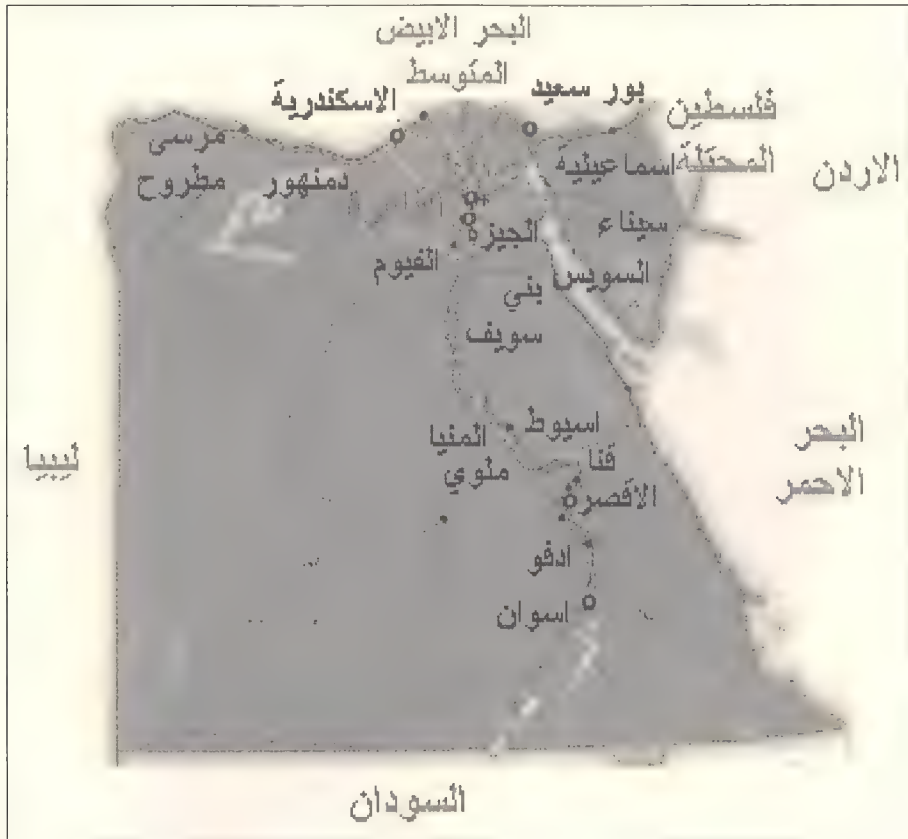 البحر الابيض
المتوسط
الاسكندرية
بور سعيد
فلسطين
المحتلة
الاردن
مرسى
مطروح
دمنهور
اسماعيلية
سيناء
الجيزة
السويس
الفيوم
بني
سويف
اسيوط
المنيا
ملوي
قنا
الاقصر
البحر
الاحمر
ليبيا
ادفو
اسوان
السودان